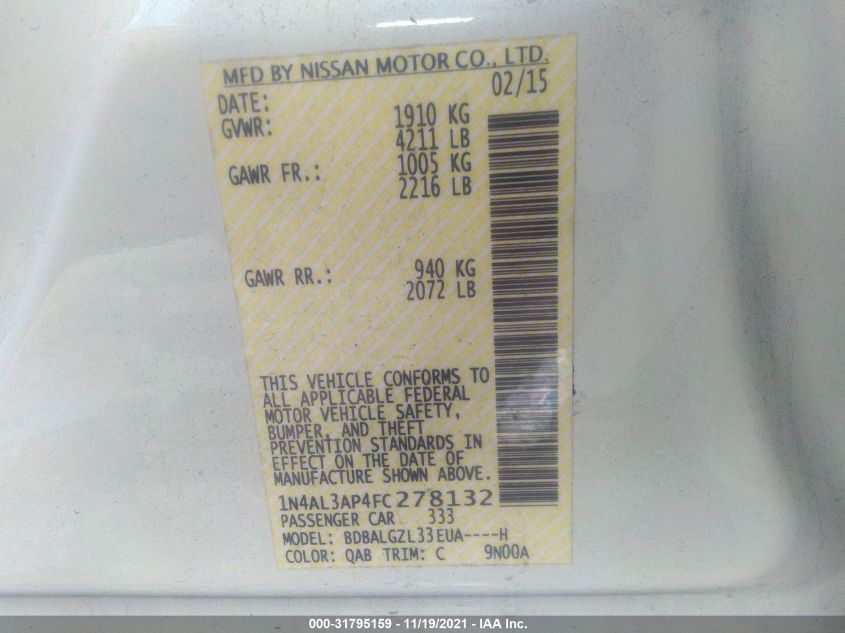 MFD BY NISSAN MOTOR CO., LTD.
DATE: 02/15
GVWR: 1910 KG
4211 LB
GAWR FR.: 1005 KG
2216 LB
GAWR RR.: 940 KG
2072 LB
THIS VEHICLE CONFORMS TO
ALL APPLICABLE FEDERAL
MOTOR VEHICLE SAFETY,
BUMPER, AND THEFT
PREVENTION STANDARDS IN
EFFECT ON THE DATE OF
MANUFACTURE SHOWN ABOVE.
1N4AL3AP4FC278132
PASSENGER CAR 333
MODEL: BDBALGZL33EUA----H
COLOR: QAB TRIM: C 9N00A
000-31795159 - 11/19/2021 - IAA Inc.